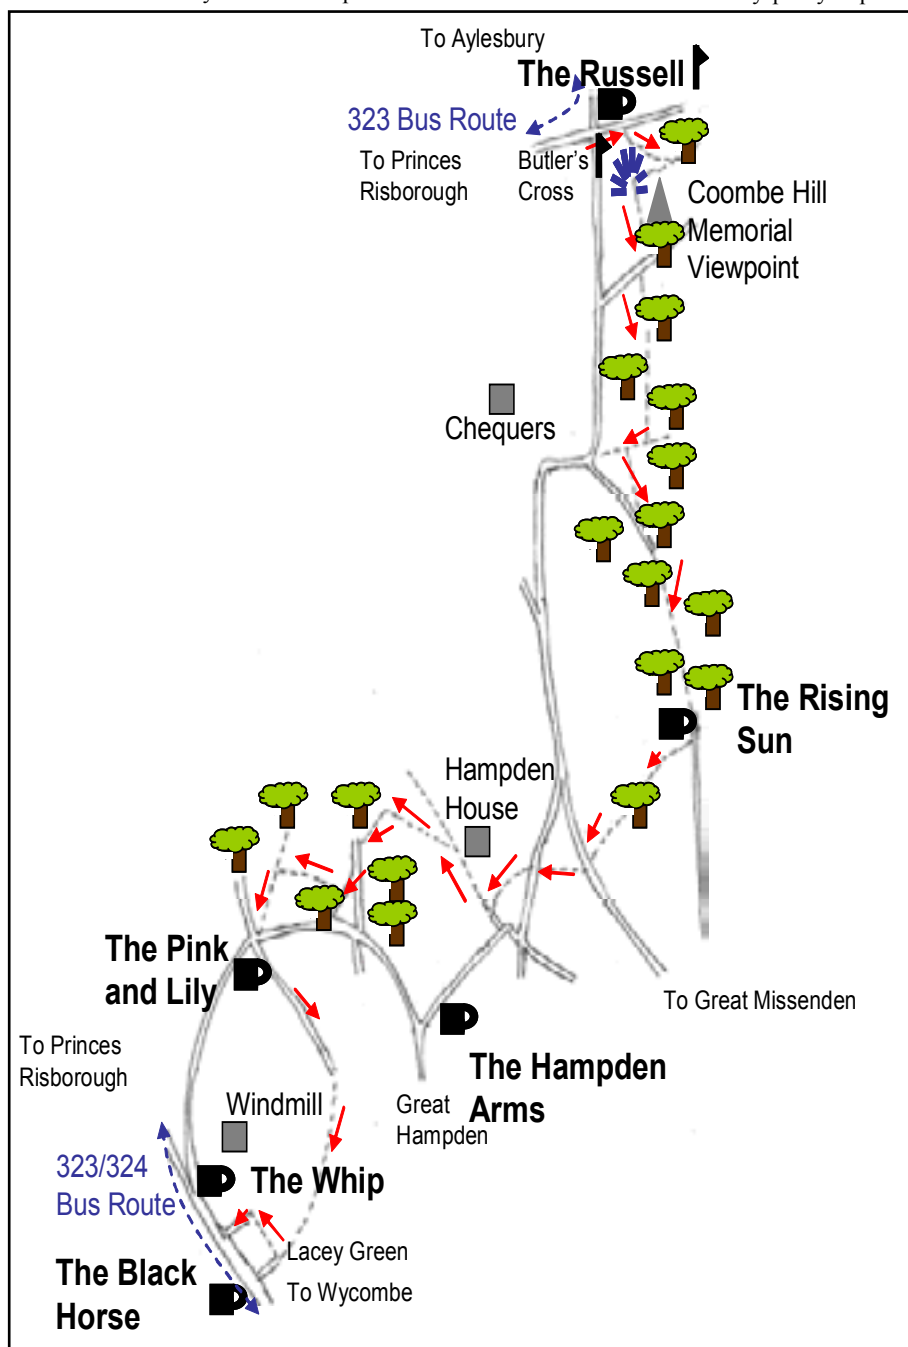 To Aylesbury
The Russell
323 Bus Route
To Princes
Risborough
Butler's
Cross
Coombe Hill
Memorial
Viewpoint
Chequers
The Rising
Sun
Hampden
House
The Pink
and Lily
To Great Missenden
To Princes
Risborough
The Hampden
Arms
Windmill
Great
Hampden
323/324
Bus Route
The Whip
Lacey Green
The Black
Horse
To Wycombe